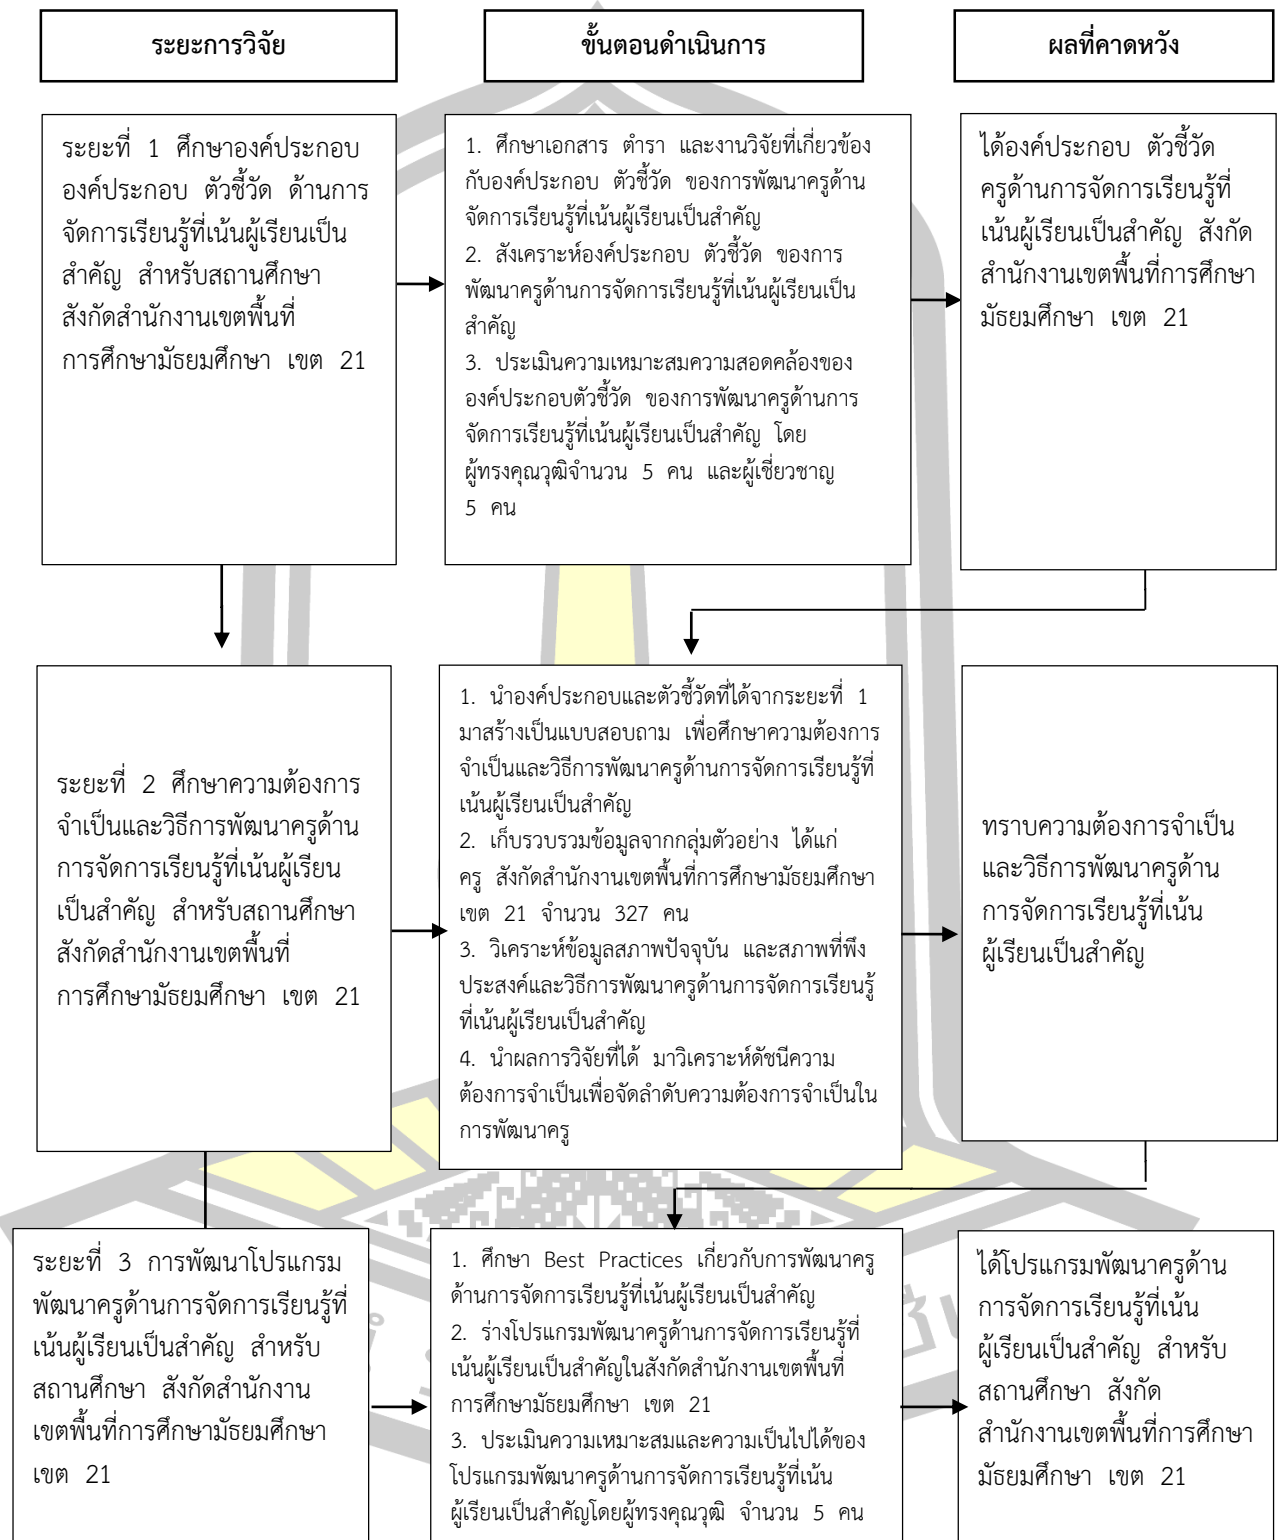 ระยะการวิจัย
ขั้นตอนดำเนินการ
ผลที่คาดหวัง
ระยะที่ 1 ศึกษาองค์ประกอบ
องค์ประกอบ ตัวชี้วัด ด้านการ
จัดการเรียนรู้ที่เน้นผู้เรียนเป็น
สำคัญ สำหรับสถานศึกษา
สังกัดสำนักงานเขตพื้นที่
การศึกษามัธยมศึกษา เขต 21
1. ศึกษาเอกสาร ตำรา และงานวิจัยที่เกี่ยวข้อง
กับองค์ประกอบ ตัวชี้วัด ของการพัฒนาครูด้าน
จัดการเรียนรู้ที่เน้นผู้เรียนเป็นสำคัญ
2. สังเคราะห์องค์ประกอบ ตัวชี้วัด ของการ
พัฒนาครูด้านการจัดการเรียนรู้ที่เน้นผู้เรียนเป็น
สำคัญ
3. ประเมินความเหมาะสมความสอดคล้องของ
องค์ประกอบตัวชี้วัด ของการพัฒนาครูด้านการ
จัดการเรียนรู้ที่เน้นผู้เรียนเป็นสำคัญ โดย
ผู้ทรงคุณวุฒิจำนวน 5 คน และผู้เชี่ยวชาญ
5 คน
ได้องค์ประกอบ ตัวชี้วัด
ครูด้านการจัดการเรียนรู้ที่
เน้นผู้เรียนเป็นสำคัญ สังกัด
สำนักงานเขตพื้นที่การศึกษา
มัธยมศึกษา เขต 21
ระยะที่ 2 ศึกษาความต้องการ
จำเป็นและวิธีการพัฒนาครูด้าน
การจัดการเรียนรู้ที่เน้นผู้เรียน
เป็นสำคัญ สำหรับสถานศึกษา
สังกัดสำนักงานเขตพื้นที่
การศึกษามัธยมศึกษา เขต 21
1. นำองค์ประกอบและตัวชี้วัดที่ได้จากระยะที่ 1
มาสร้างเป็นแบบสอบถาม เพื่อศึกษาความต้องการ
จำเป็นและวิธีการพัฒนาครูด้านการจัดการเรียนรู้ที่
เน้นผู้เรียนเป็นสำคัญ
2. เก็บรวบรวมข้อมูลจากกลุ่มตัวอย่าง ได้แก่
ครู สังกัดสำนักงานเขตพื้นที่การศึกษามัธยมศึกษา
เขต 21 จำนวน 327 คน
3. วิเคราะห์ข้อมูลสภาพปัจจุบัน และสภาพที่พึง
ประสงค์และวิธีการพัฒนาครูด้านการจัดการเรียนรู้
ที่เน้นผู้เรียนเป็นสำคัญ
4. นำผลการวิจัยที่ได้ มาวิเคราะห์ดัชนีความ
ต้องการจำเป็นเพื่อจัดลำดับความต้องการจำเป็นใน
การพัฒนาครู
ทราบความต้องการจำเป็น
และวิธีการพัฒนาครูด้าน
การจัดการเรียนรู้ที่เน้น
ผู้เรียนเป็นสำคัญ
ระยะที่ 3 การพัฒนาโปรแกรม
พัฒนาครูด้านการจัดการเรียนรู้ที่
เน้นผู้เรียนเป็นสำคัญ สำหรับ
สถานศึกษา สังกัดสำนักงาน
เขตพื้นที่การศึกษามัธยมศึกษา
เขต 21
1. ศึกษา Best Practices เกี่ยวกับการพัฒนาครู
ด้านการจัดการเรียนรู้ที่เน้นผู้เรียนเป็นสำคัญ
2. ร่างโปรแกรมพัฒนาครูด้านการจัดการเรียนรู้ที่
เน้นผู้เรียนเป็นสำคัญในสังกัดสำนักงานเขตพื้นที่
การศึกษามัธยมศึกษา เขต 21
3. ประเมินความเหมาะสมและความเป็นไปได้ของ
โปรแกรมพัฒนาครูด้านการจัดการเรียนรู้ที่เน้น
ผู้เรียนเป็นสำคัญโดยผู้ทรงคุณวุฒิ จำนวน 5 คน
ได้โปรแกรมพัฒนาครูด้าน
การจัดการเรียนรู้ที่เน้น
ผู้เรียนเป็นสำคัญ สำหรับ
สถานศึกษา สังกัด
สำนักงานเขตพื้นที่การศึกษา
มัธยมศึกษา เขต 21